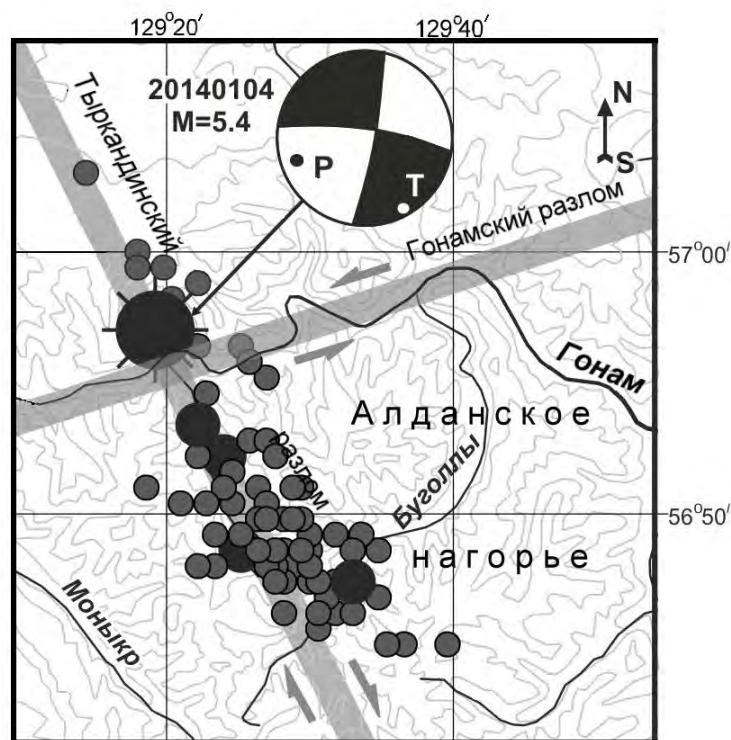 129°20′ 129°40′
20140104
M=5.4
Тыркандинский
N
S
P
T
Гонамский разлом
57°00′
Гонам
Алданское
разлом
Буголлы
56°50′
нагорье
Моныкр